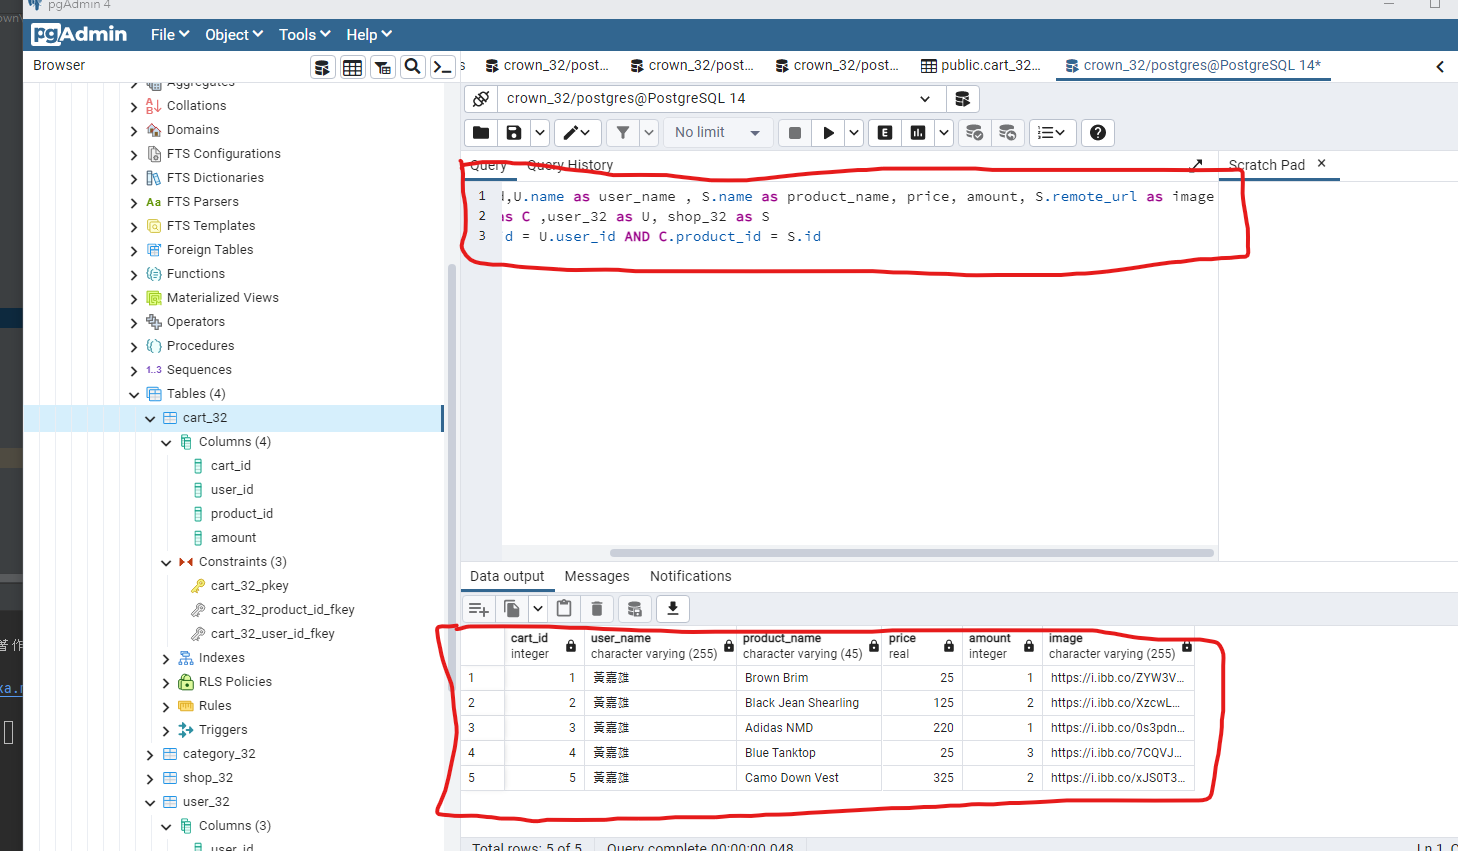 pgAdmin 4
pgAdmin File Object Tools Help
Browser
crown_32/post... crown_32/post... crown_32/post... public.cart_32... crown_32/postgres@PostgreSQL 14*
crown_32/postgres@PostgreSQL 14
No limit
Query Query History
Scratch Pad
1 ,U.name as user_name , S.name as product_name, price, amount, S.remote_url as image
2 as C ,user_32 as U, shop_32 as S
3 = U.user_id AND C.product_id = S.id
Aggregates
Collations
Domains
FTS Configurations
FTS Dictionaries
Aa FTS Parsers
FTS Templates
Foreign Tables
Functions
Materialized Views
Operators
Procedures
1..3 Sequences
Tables (4)
cart_32
Columns (4)
cart_id
user_id
product_id
amount
Constraints (3)
cart_32_pkey
cart_32_product_id_fkey
cart_32_user_id_fkey
Indexes
RLS Policies
Rules
Triggers
category_32
shop_32
user_32
Columns (3)
user_id
Data output Messages Notifications
cart_id user_name product_name price amount image
integer character varying (255) character varying (45) real integer character varying (255)
1 1 黃嘉雄 Brown Brim 25 1 https://i.ibb.co/ZYW3V...
2 2 黃嘉雄 Black Jean Shearling 125 2 https://i.ibb.co/XzcwL...
3 3 黃嘉雄 Adidas NMD 220 1 https://i.ibb.co/0s3pdn...
4 4 黃嘉雄 Blue Tanktop 25 3 https://i.ibb.co/7CQVJ...
5 5 黃嘉雄 Camo Down Vest 325 2 https://i.ibb.co/xJS0T3...
Total rows: 5 of 5 Query complete 00:00:00.048
Ln 1,